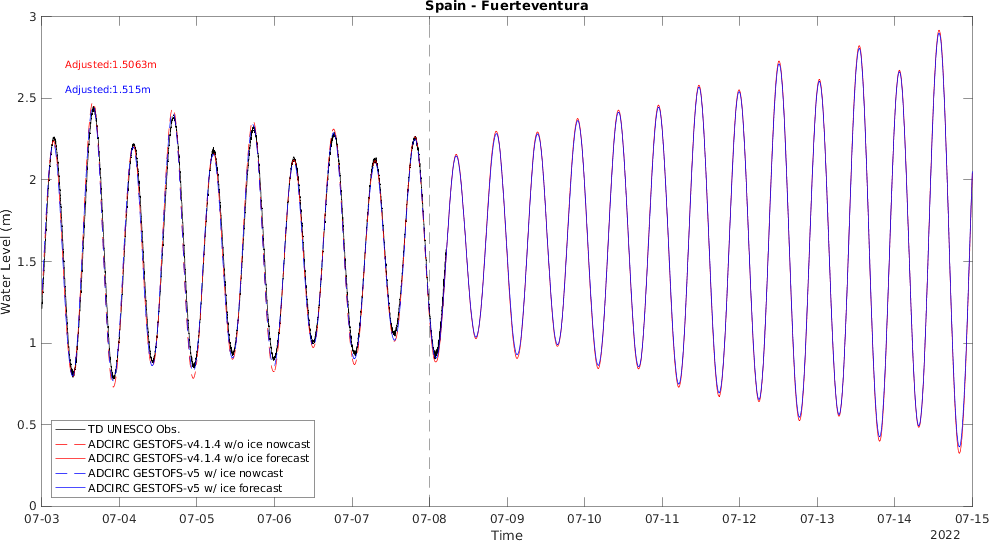 Spain - Fuerteventura
Adjusted:1.5063m
Adjusted:1.515m
Water Level (m)
3
2.5
2
1.5
1
0.5
0
TD UNESCO Obs.
ADCIRC GESTOFS-v4.1.4 w/o ice nowcast
ADCIRC GESTOFS-v4.1.4 w/o ice forecast
ADCIRC GESTOFS-v5 w/ ice nowcast
ADCIRC GESTOFS-v5 w/ ice forecast
07-03 07-04 07-05 07-06 07-07 07-08 07-09 07-10 07-11 07-12 07-13 07-14 07-15
Time
2022